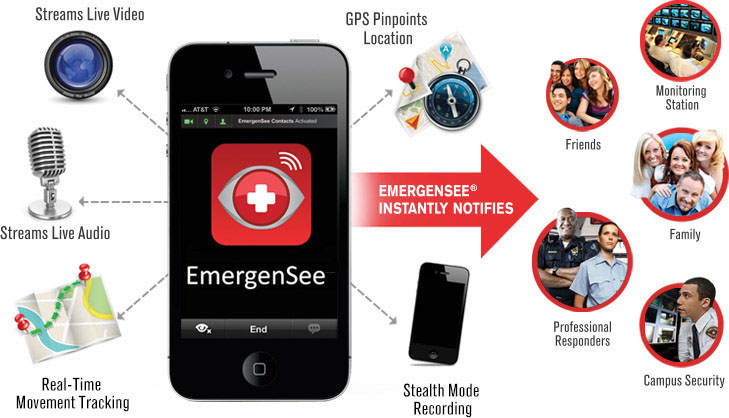 Streams Live Video
GPS Pinpoints
Location
Streams Live Audio
Real-Time
Movement Tracking
AT&T 10:00 PM 100%
EmergenSee Contacts Activated
EmergenSee
End
Stealth Mode
Recording
EMERGENSEE®
INSTANTLY NOTIFIES
Monitoring
Station
Friends
Family
Professional
Responders
Campus Security